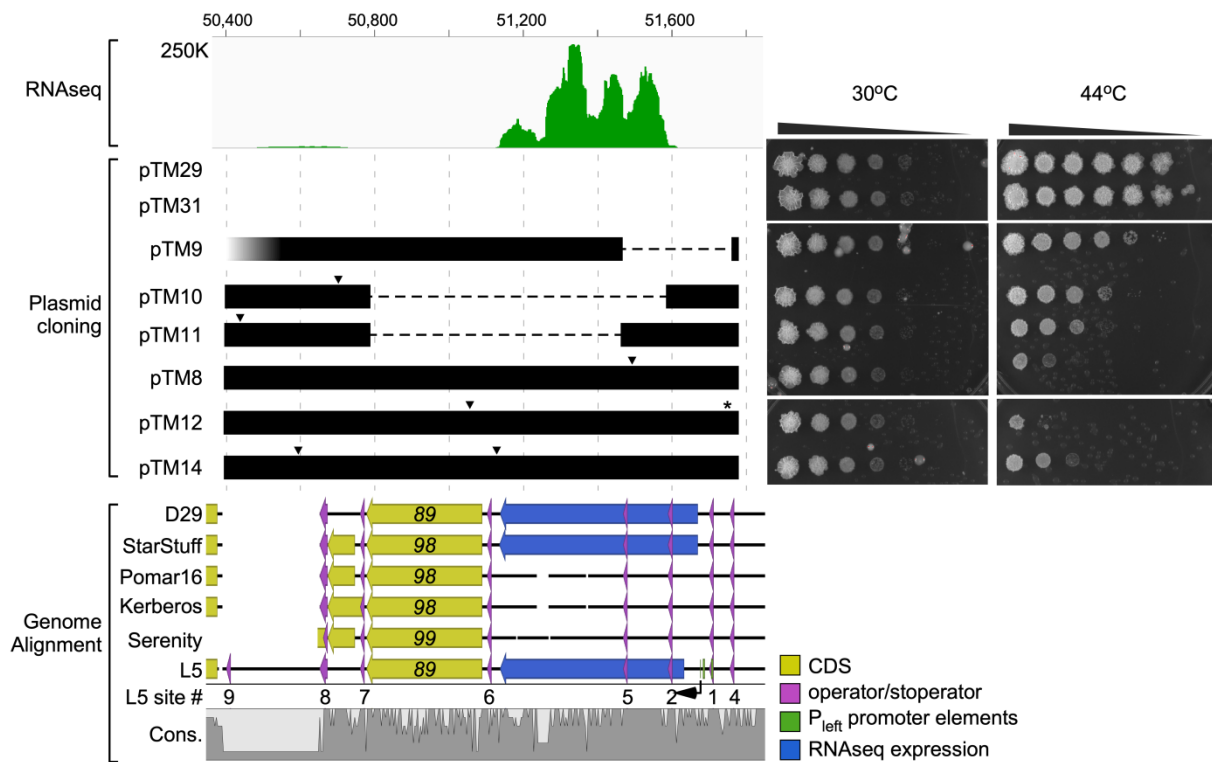 50,400 50,800 51,200 51,600
250K
RNAseq
30ºC 44ºC
pTM29
pTM31
pTM9
pTM10
pTM11
pTM8
pTM12 *
pTM14
Plasmid
cloning
D29 89
StarStuff 98
Pomar16 98
Kerberos 98
Serenity 99
L5 89
Genome
Alignment
L5 site # 9 8 7 6 5 2 1 4
Cons.
CDS
operator/stoperator
Pleft promoter elements
RNAseq expression